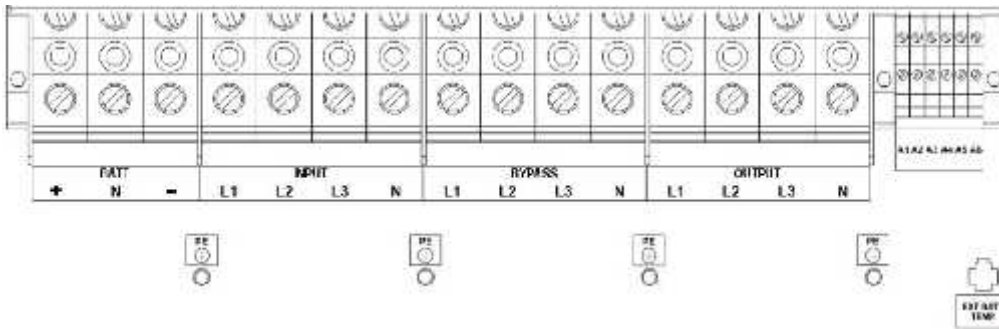 A1 A2 A3 A4 A5 A6
BATT INPUT BYPASS OUTPUT
+ N - L1 L2 L3 N L1 L2 L3 N L1 L2 L3 N
PE PE PE PE
EXT BATT
TEMP